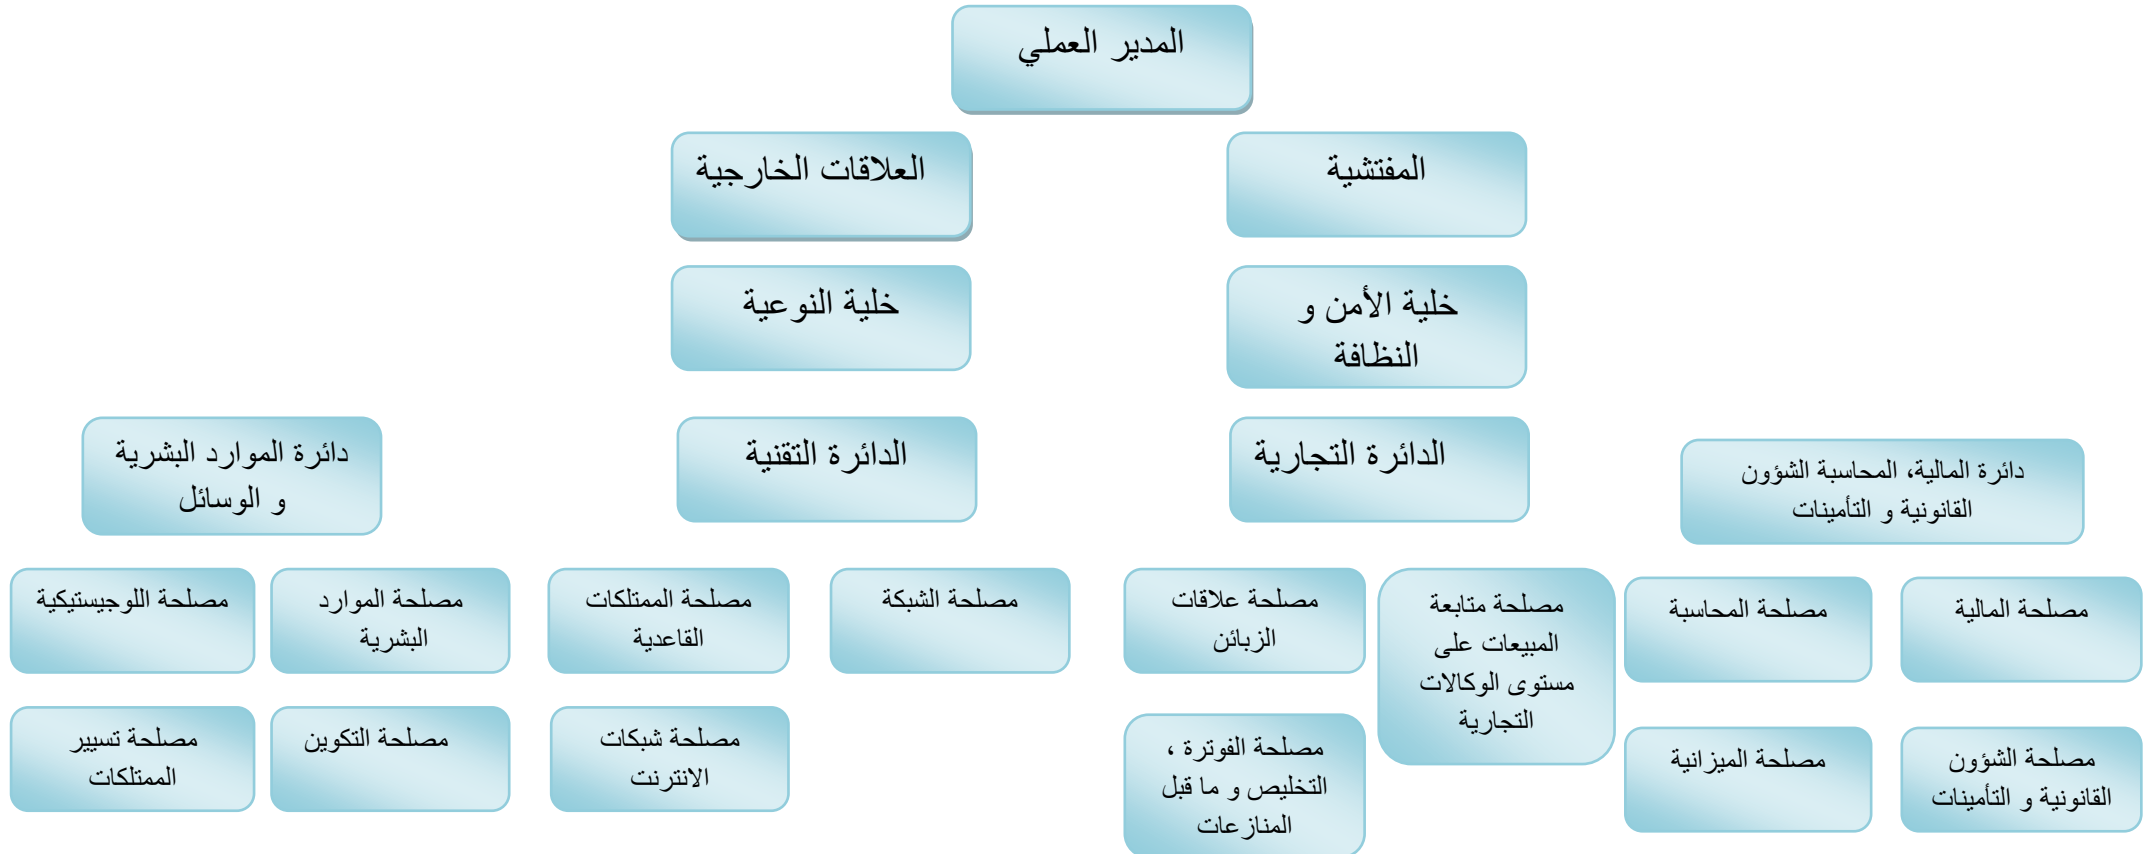 المدير العملي
المفتشية
العلاقات الخارجية
خلية الأمن و
النظافة
خلية النوعية
دائرة المالية، المحاسبة الشؤون
القانونية و التأمينات
الدائرة التجارية
الدائرة التقنية
دائرة الموارد البشرية
و الوسائل
مصلحة المالية
مصلحة المحاسبة
مصلحة متابعة
المبيعات على
مستوى الوكالات
التجارية
مصلحة علاقات
الزبائن
مصلحة الشبكة
مصلحة الممتلكات
القاعدية
مصلحة الموارد
البشرية
مصلحة اللوجيستيكية
مصلحة الشؤون
القانونية و التأمينات
مصلحة الميزانية
مصلحة الفوترة ،
التخليص و ما قبل
المنازعات
مصلحة شبكات
الانترنت
مصلحة التكوين
مصلحة تسيير
الممتلكات